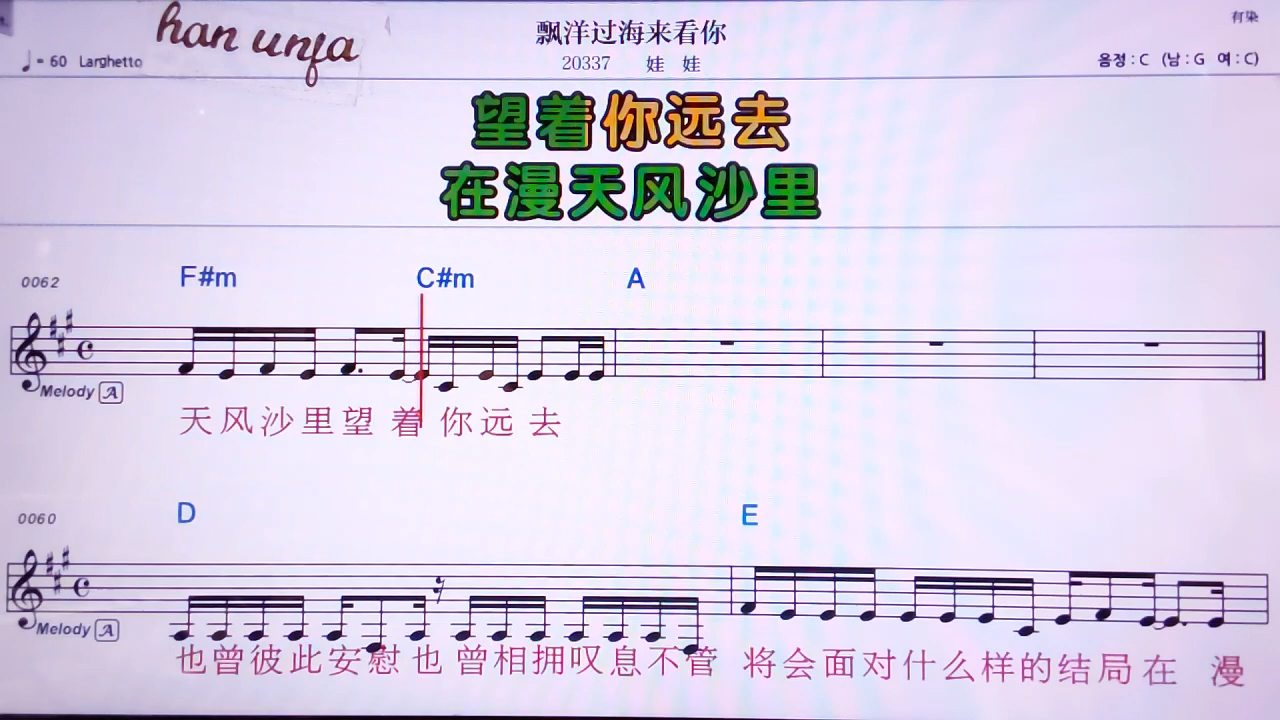 han unfa
飘洋过海来看你
有染
♩= 60 Larghetto
20337 娃 娃
음정 : C (남 : G 여 : C)
望着你远去
在漫天风沙里
0062
F#m C#m A
Melody A
天风沙里望 着 你远 去
0060
D E
Melody A
也曾彼此安慰也 曾相拥叹息不管 将会面对什么样的结局在 漫